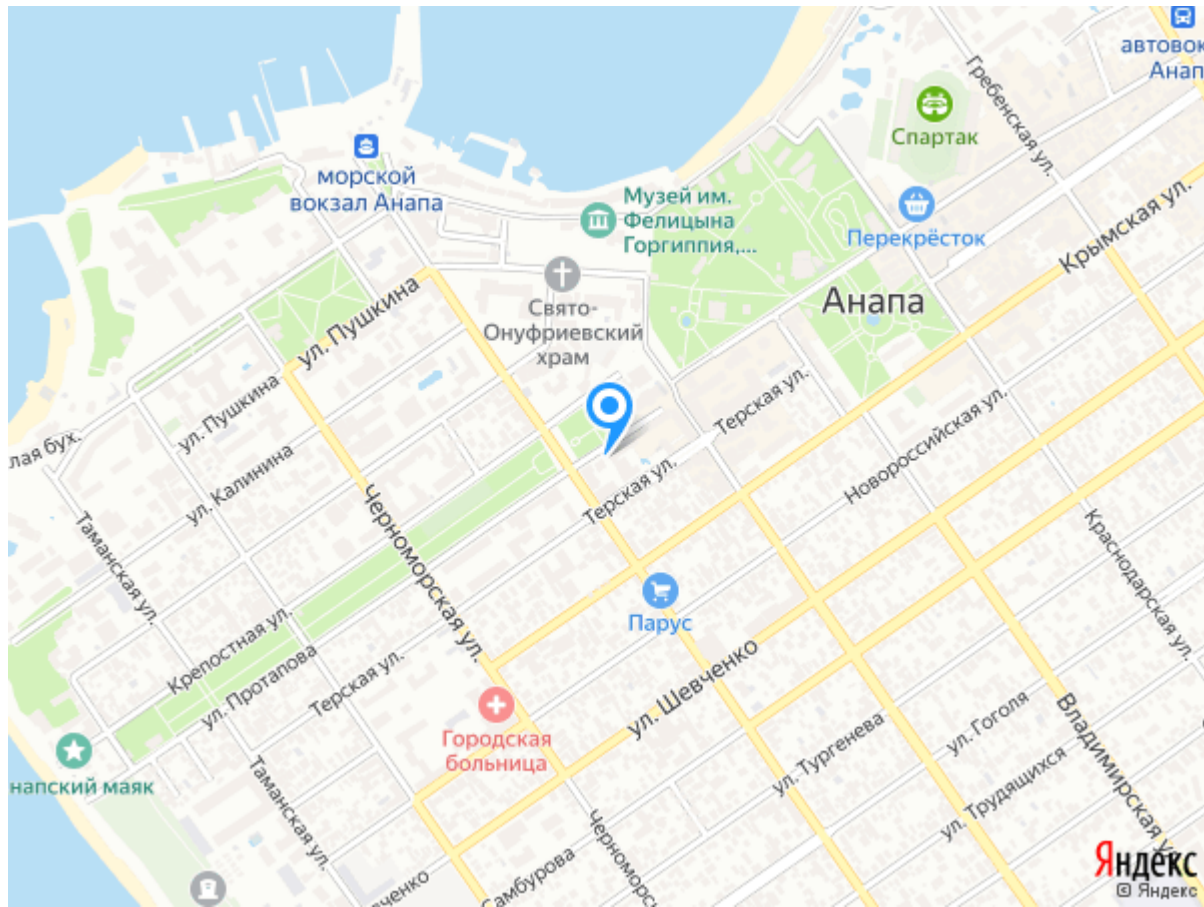 автовок
Анап
Гребенская ул.
Спартак
морской
вокзал Анапа
Музей им.
Фелицына
Горгиппия,...
Перекрёсток
Крымская ул.
Свято-
Онуфриевский
храм
Анапа
ул. Пушкина
ул. Пушкина
Терская ул.
Новороссийская ул.
лая бух.
ул. Калинина
Терская ул.
Таманская ул.
Черноморская ул.
Краснодарская ул.
Парус
Крепостная ул.
ул. Протапова
Терская ул.
ул. Шевченко
Городская
больница
ул. Гоголя
Владимирская ул.
ул. Тургенева
напский маяк
Таманская ул.
ул. Трудящихся
Черноморс
Самбурова
вченко
Яндекс
© Яндекс